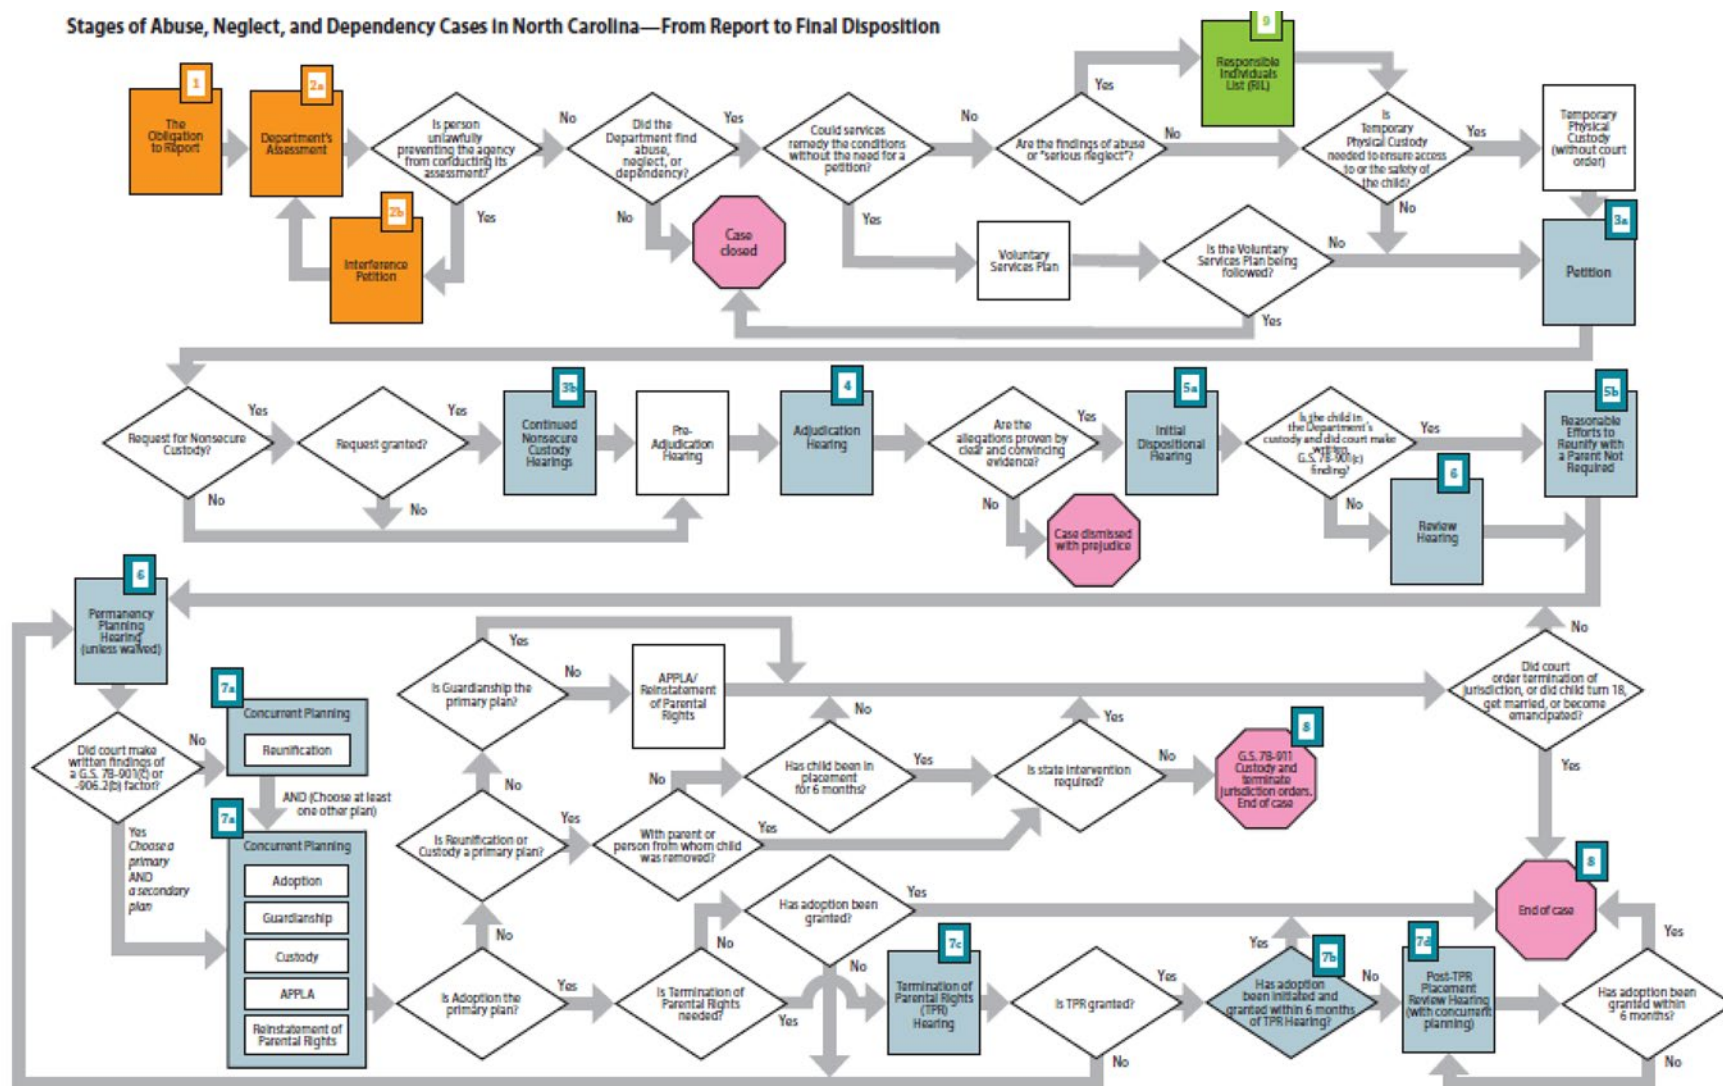 Stages of Abuse, Neglect, and Dependency Cases in North Carolina—From Report to Final Disposition
1
The
Obligation
to Report
2a
Department's
Assessment
Is person
unlawfully
preventing the agency
from conducting its
assessment?
No
Yes
2b
Interference
Petition
Did the
Department find
abuse,
neglect, or
dependency?
Yes
No
Case
closed
Could services
remedy the conditions
without the need for a
petition?
No
Yes
Are the findings of abuse
or "serious neglect"?
Yes
No
9
Responsible
Individuals
List (RIL)
Is
Temporary
Physical Custody
needed to ensure access
to or the safety of
the child?
Yes
No
Temporary
Physical Custody
(without court
order)
Voluntary
Services Plan
Is the Voluntary
Services Plan being
followed?
No
Yes
3a
Petition
Request for Nonsecure
Custody?
Yes
No
Request granted?
Yes
No
3b
Continued
Nonsecure
Custody
Hearings
Pre-
Adjudication
Hearing
4
Adjudication
Hearing
Are the
allegations proven by
clear and convincing
evidence?
Yes
No
Case dismissed
with prejudice
5a
Initial
Dispositional
Hearing
Is the child in
the Department's
custody and did court make
written
G.S. 7B-901(c)
finding?
Yes
No
6
Review
Hearing
5b
Reasonable
Efforts to
Reunify with
a Parent Not
Required
6
Permanency
Planning
Hearing
(unless waived)
Did court make
written findings of
a G.S. 7B-901(c) or
-906.2(b) factor?
No
Yes
Choose a
primary
AND
a secondary
plan
7a
Concurrent Planning
Reunification
AND (Choose at least
one other plan)
7a
Concurrent Planning
Adoption
Guardianship
Custody
APPLA
Reinstatement of
Parental Rights
Is Guardianship the
primary plan?
Yes
No
APPLA/
Reinstatement
of Parental
Rights
No
Is Reunification or
Custody a primary plan?
Yes
No
With parent or
person from whom child
was removed?
No
Yes
Has child been in
placement
for 6 months?
No
Yes
Is state intervention
required?
Yes
No
8
G.S. 7B-911
Custody and
terminate
jurisdiction orders.
End of case
Did court
order termination of
jurisdiction, or did child turn 18,
get married, or become
emancipated?
No
Yes
Is Adoption the
primary plan?
Yes
Is Termination of
Parental Rights
needed?
No
Yes
Has adoption been
granted?
Yes
No
7c
Termination of
Parental Rights
(TPR)
Hearing
Is TPR granted?
Yes
No
7b
Has adoption
been initiated and
granted within 6 months
of TPR Hearing?
Yes
No
7d
Post-TPR
Placement
Review Hearing
(with concurrent
planning)
Has adoption been
granted within
6 months?
Yes
No
8
End of case